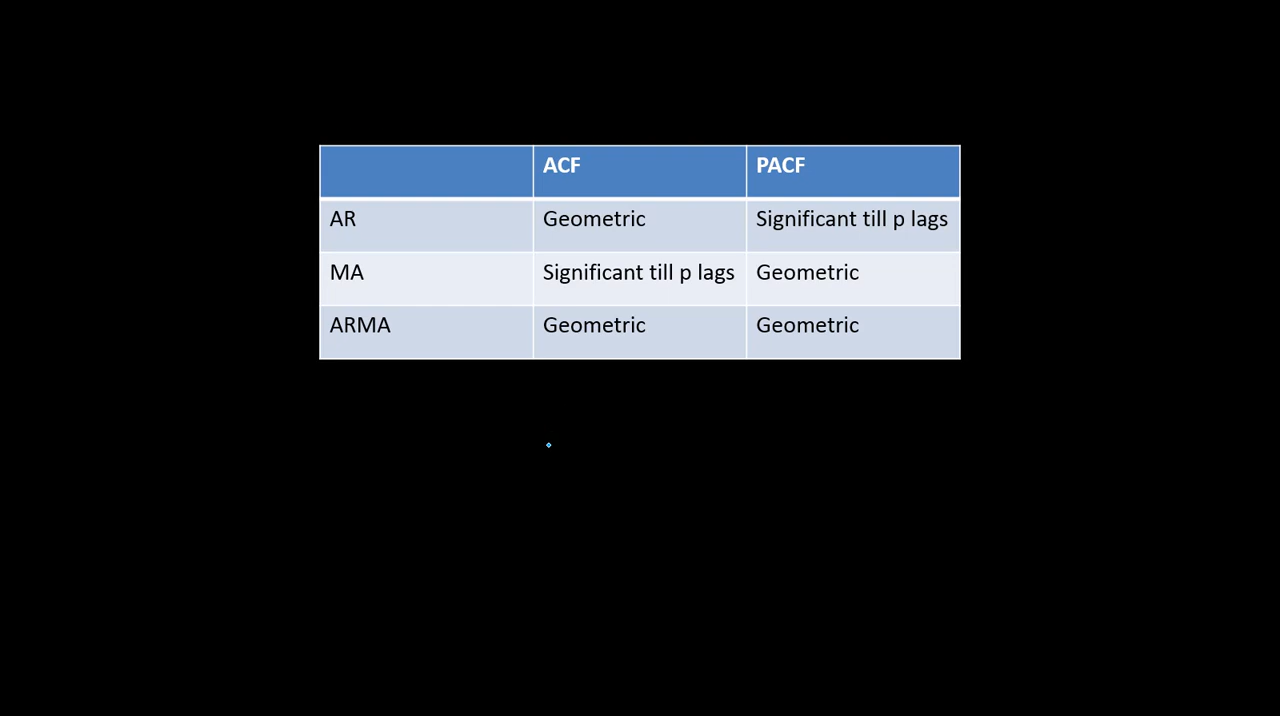 ACF PACF
AR Geometric Significant till p lags
MA Significant till p lags Geometric
ARMA Geometric Geometric